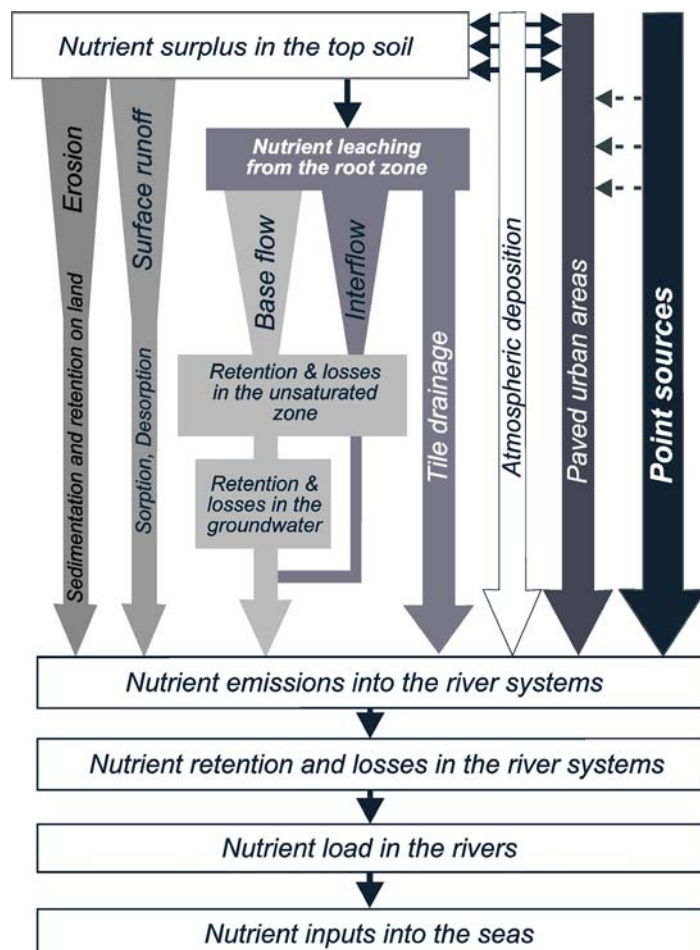 Nutrient surplus in the top soil
Nutrient leaching
from the root zone
Erosion
Sedimentation and retention on land
Surface runoff
Sorption, Desorption
Base flow
Interflow
Retention & losses
in the unsaturated
zone
Retention &
losses in the
groundwater
Tile drainage
Atmospheric deposition
Paved urban areas
Point sources
Nutrient emissions into the river systems
Nutrient retention and losses in the river systems
Nutrient load in the rivers
Nutrient inputs into the seas